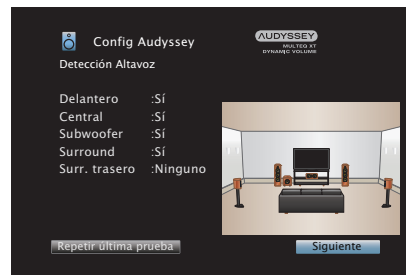 Config Audyssey
AUDYSSEY
MULTEQ XT
DYNAMIC VOLUME
Detección Altavoz
Delantero :Sí
Central :Sí
Subwoofer :Sí
Surround :Sí
Surr. trasero :Ninguno
Repetir última prueba
Siguiente